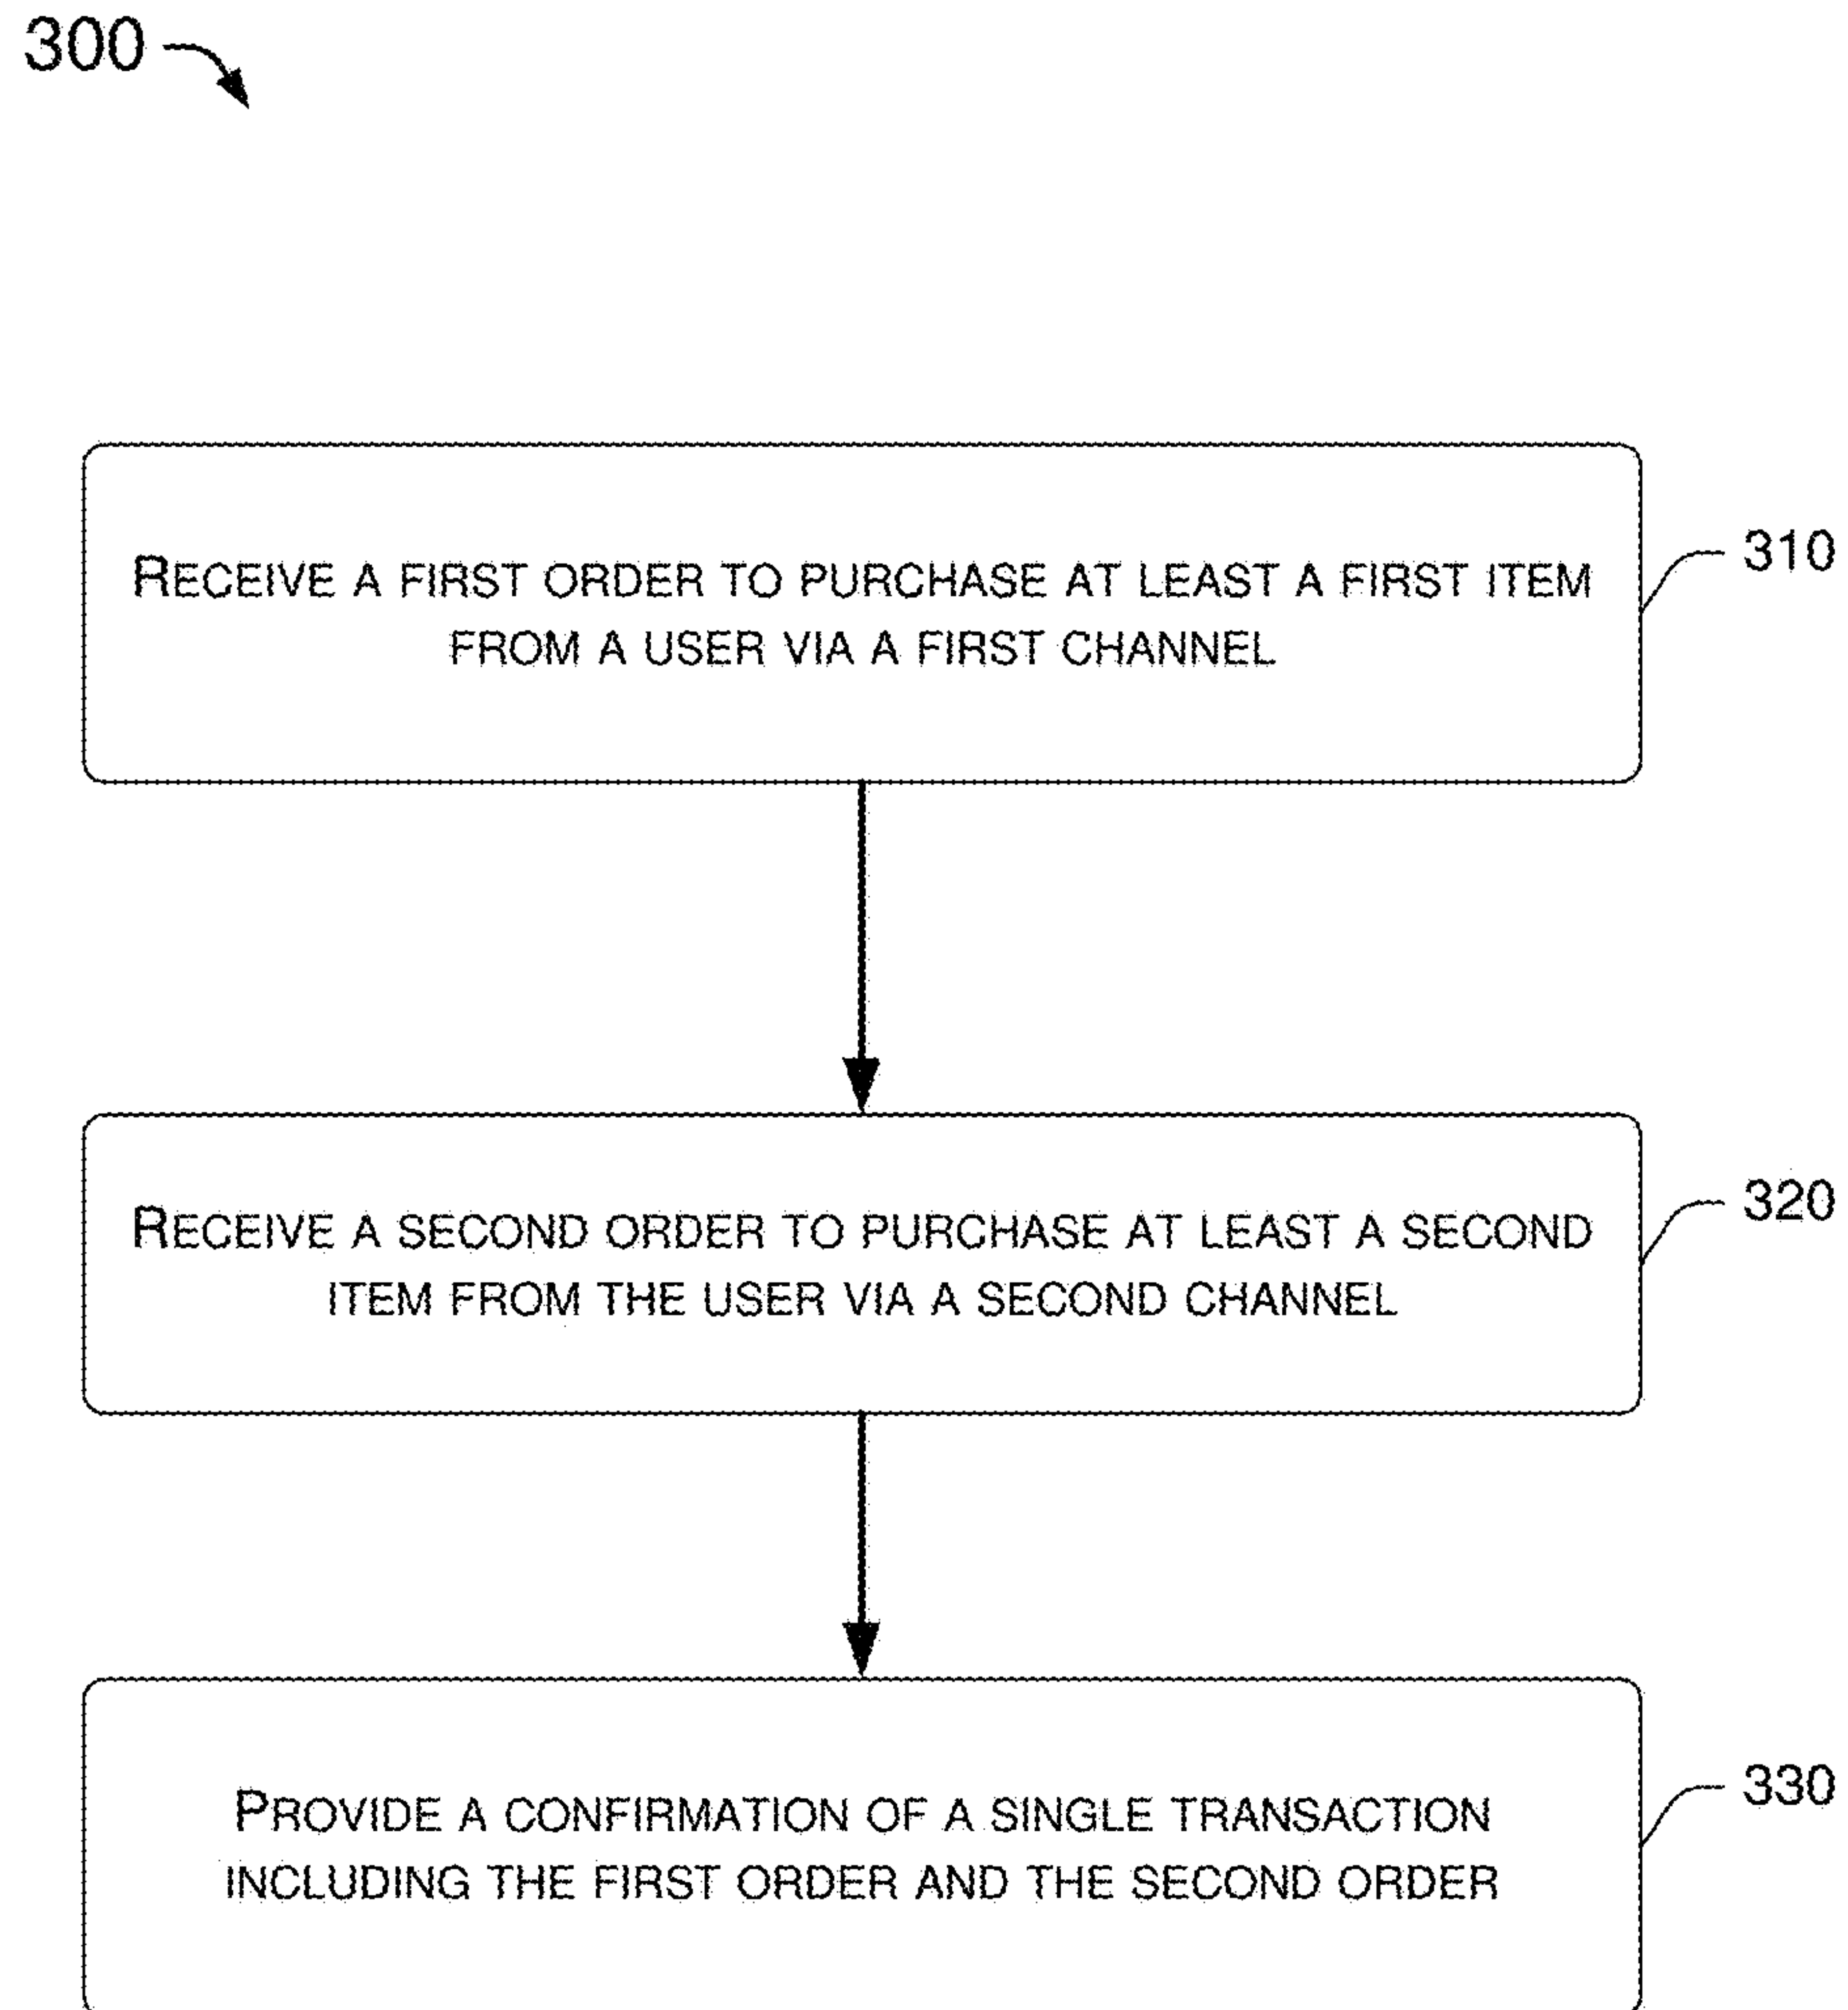 300
RECEIVE A FIRST ORDER TO PURCHASE AT LEAST A FIRST ITEM
FROM A USER VIA A FIRST CHANNEL
310
RECEIVE A SECOND ORDER TO PURCHASE AT LEAST A SECOND
ITEM FROM THE USER VIA A SECOND CHANNEL
320
PROVIDE A CONFIRMATION OF A SINGLE TRANSACTION
INCLUDING THE FIRST ORDER AND THE SECOND ORDER
330